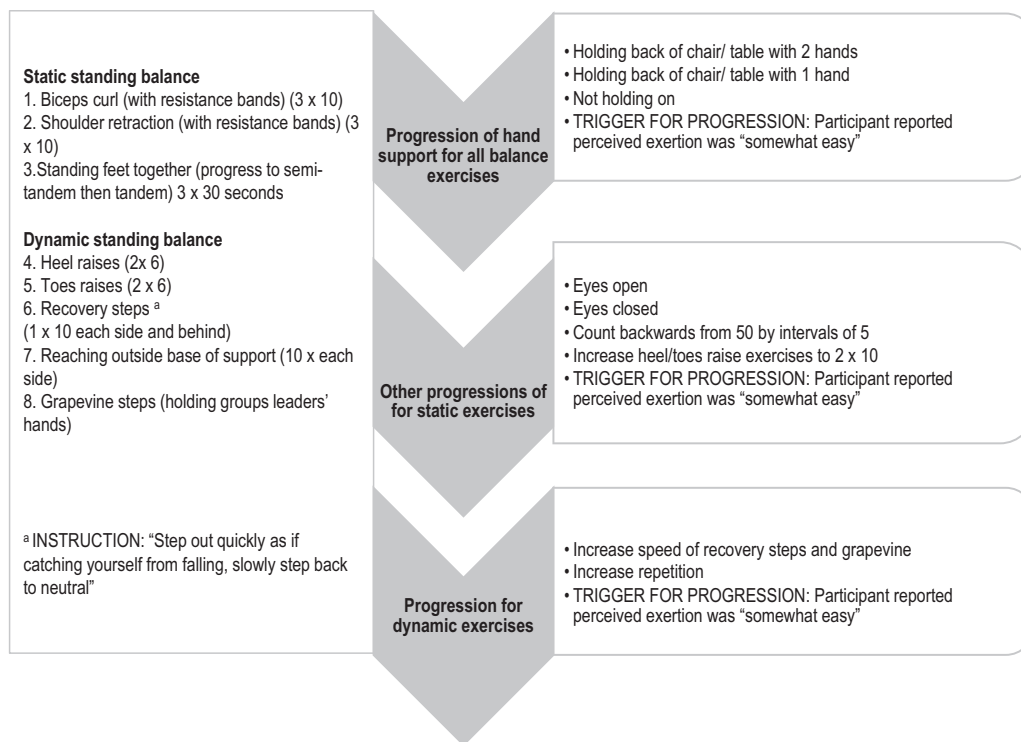 Static standing balance
1. Biceps curl (with resistance bands) (3 x 10)
2. Shoulder retraction (with resistance bands) (3
x 10)
3.Standing feet together (progress to semi-
tandem then tandem) 3 x 30 seconds
Dynamic standing balance
4. Heel raises (2x 6)
5. Toes raises (2 x 6)
6. Recovery steps a
(1 x 10 each side and behind)
7. Reaching outside base of support (10 x each
side)
8. Grapevine steps (holding groups leaders’
hands)
a INSTRUCTION: “Step out quickly as if
catching yourself from falling, slowly step back
to neutral”
Progression of hand
support for all balance
exercises
• Holding back of chair/ table with 2 hands
• Holding back of chair/ table with 1 hand
• Not holding on
• TRIGGER FOR PROGRESSION: Participant reported
perceived exertion was “somewhat easy”
Other progressions of
for static exercises
• Eyes open
• Eyes closed
• Count backwards from 50 by intervals of 5
• Increase heel/toes raise exercises to 2 x 10
• TRIGGER FOR PROGRESSION: Participant reported
perceived exertion was “somewhat easy”
Progression for
dynamic exercises
• Increase speed of recovery steps and grapevine
• Increase repetition
• TRIGGER FOR PROGRESSION: Participant reported
perceived exertion was “somewhat easy”